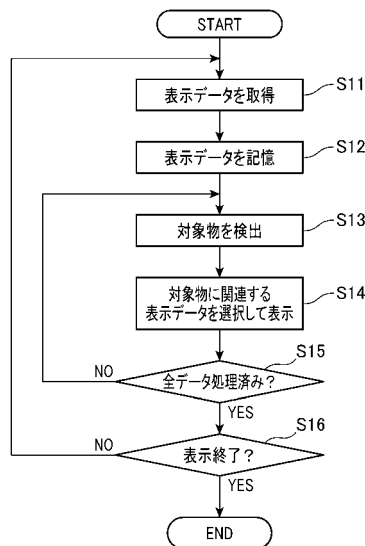 START
表示データを取得
S11
表示データを記憶
S12
対象物を検出
S13
対象物に関連する
表示データを選択して表示
S14
全データ処理済み?
S15
NO
YES
表示終了?
S16
NO
YES
END